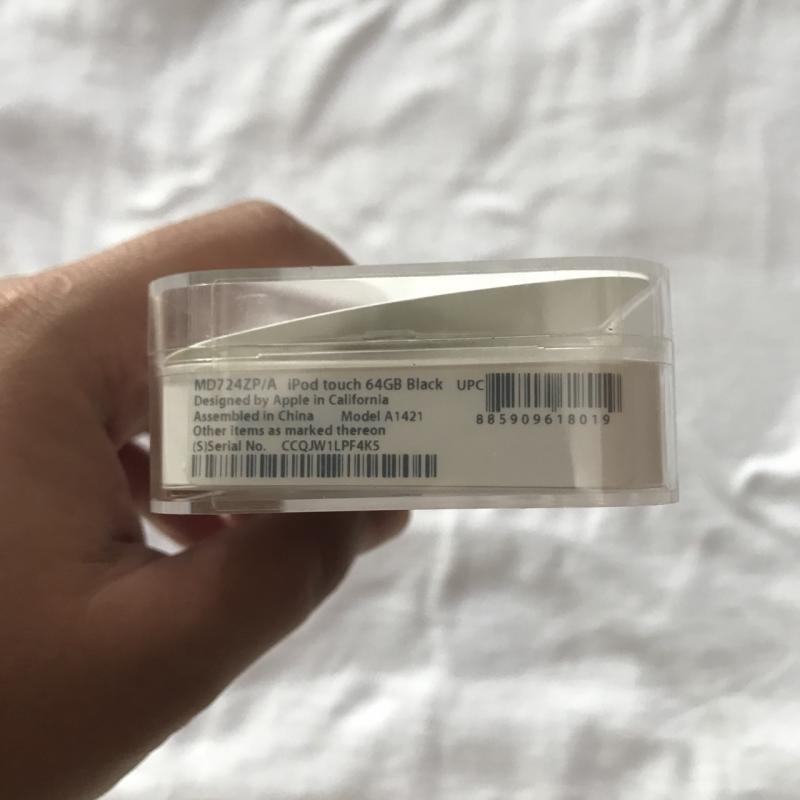 MD724ZP/A iPod touch 64GB Black UPC
Designed by Apple in California
Assembled in China Model A1421
885909618019
Other items as marked thereon
(S)Serial No. CCQJW1LPF4K5